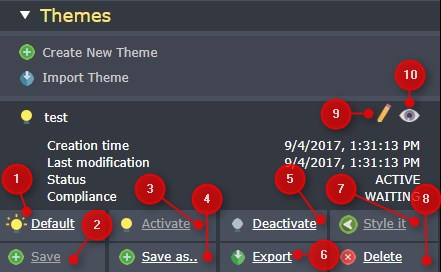 Themes
Create New Theme
Import Theme
10
test
9
Creation time 9/4/2017, 1:31:13 PM
Last modification 9/4/2017, 1:31:13 PM
Status ACTIVE
Compliance WAITING
1 3 5 7
2 4 8
Default Activate Deactivate Style it
6
Save Save as.. Export Delete